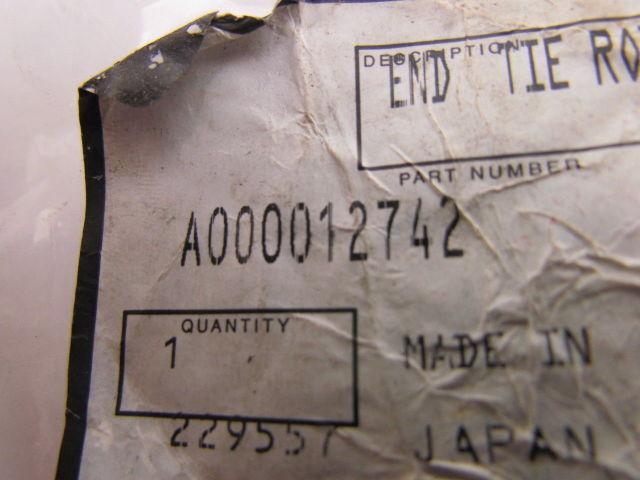 DESCRIPTION
END TIE RO
PART NUMBER
A000012742
QUANTITY
1
MADE IN
229557 JAPAN